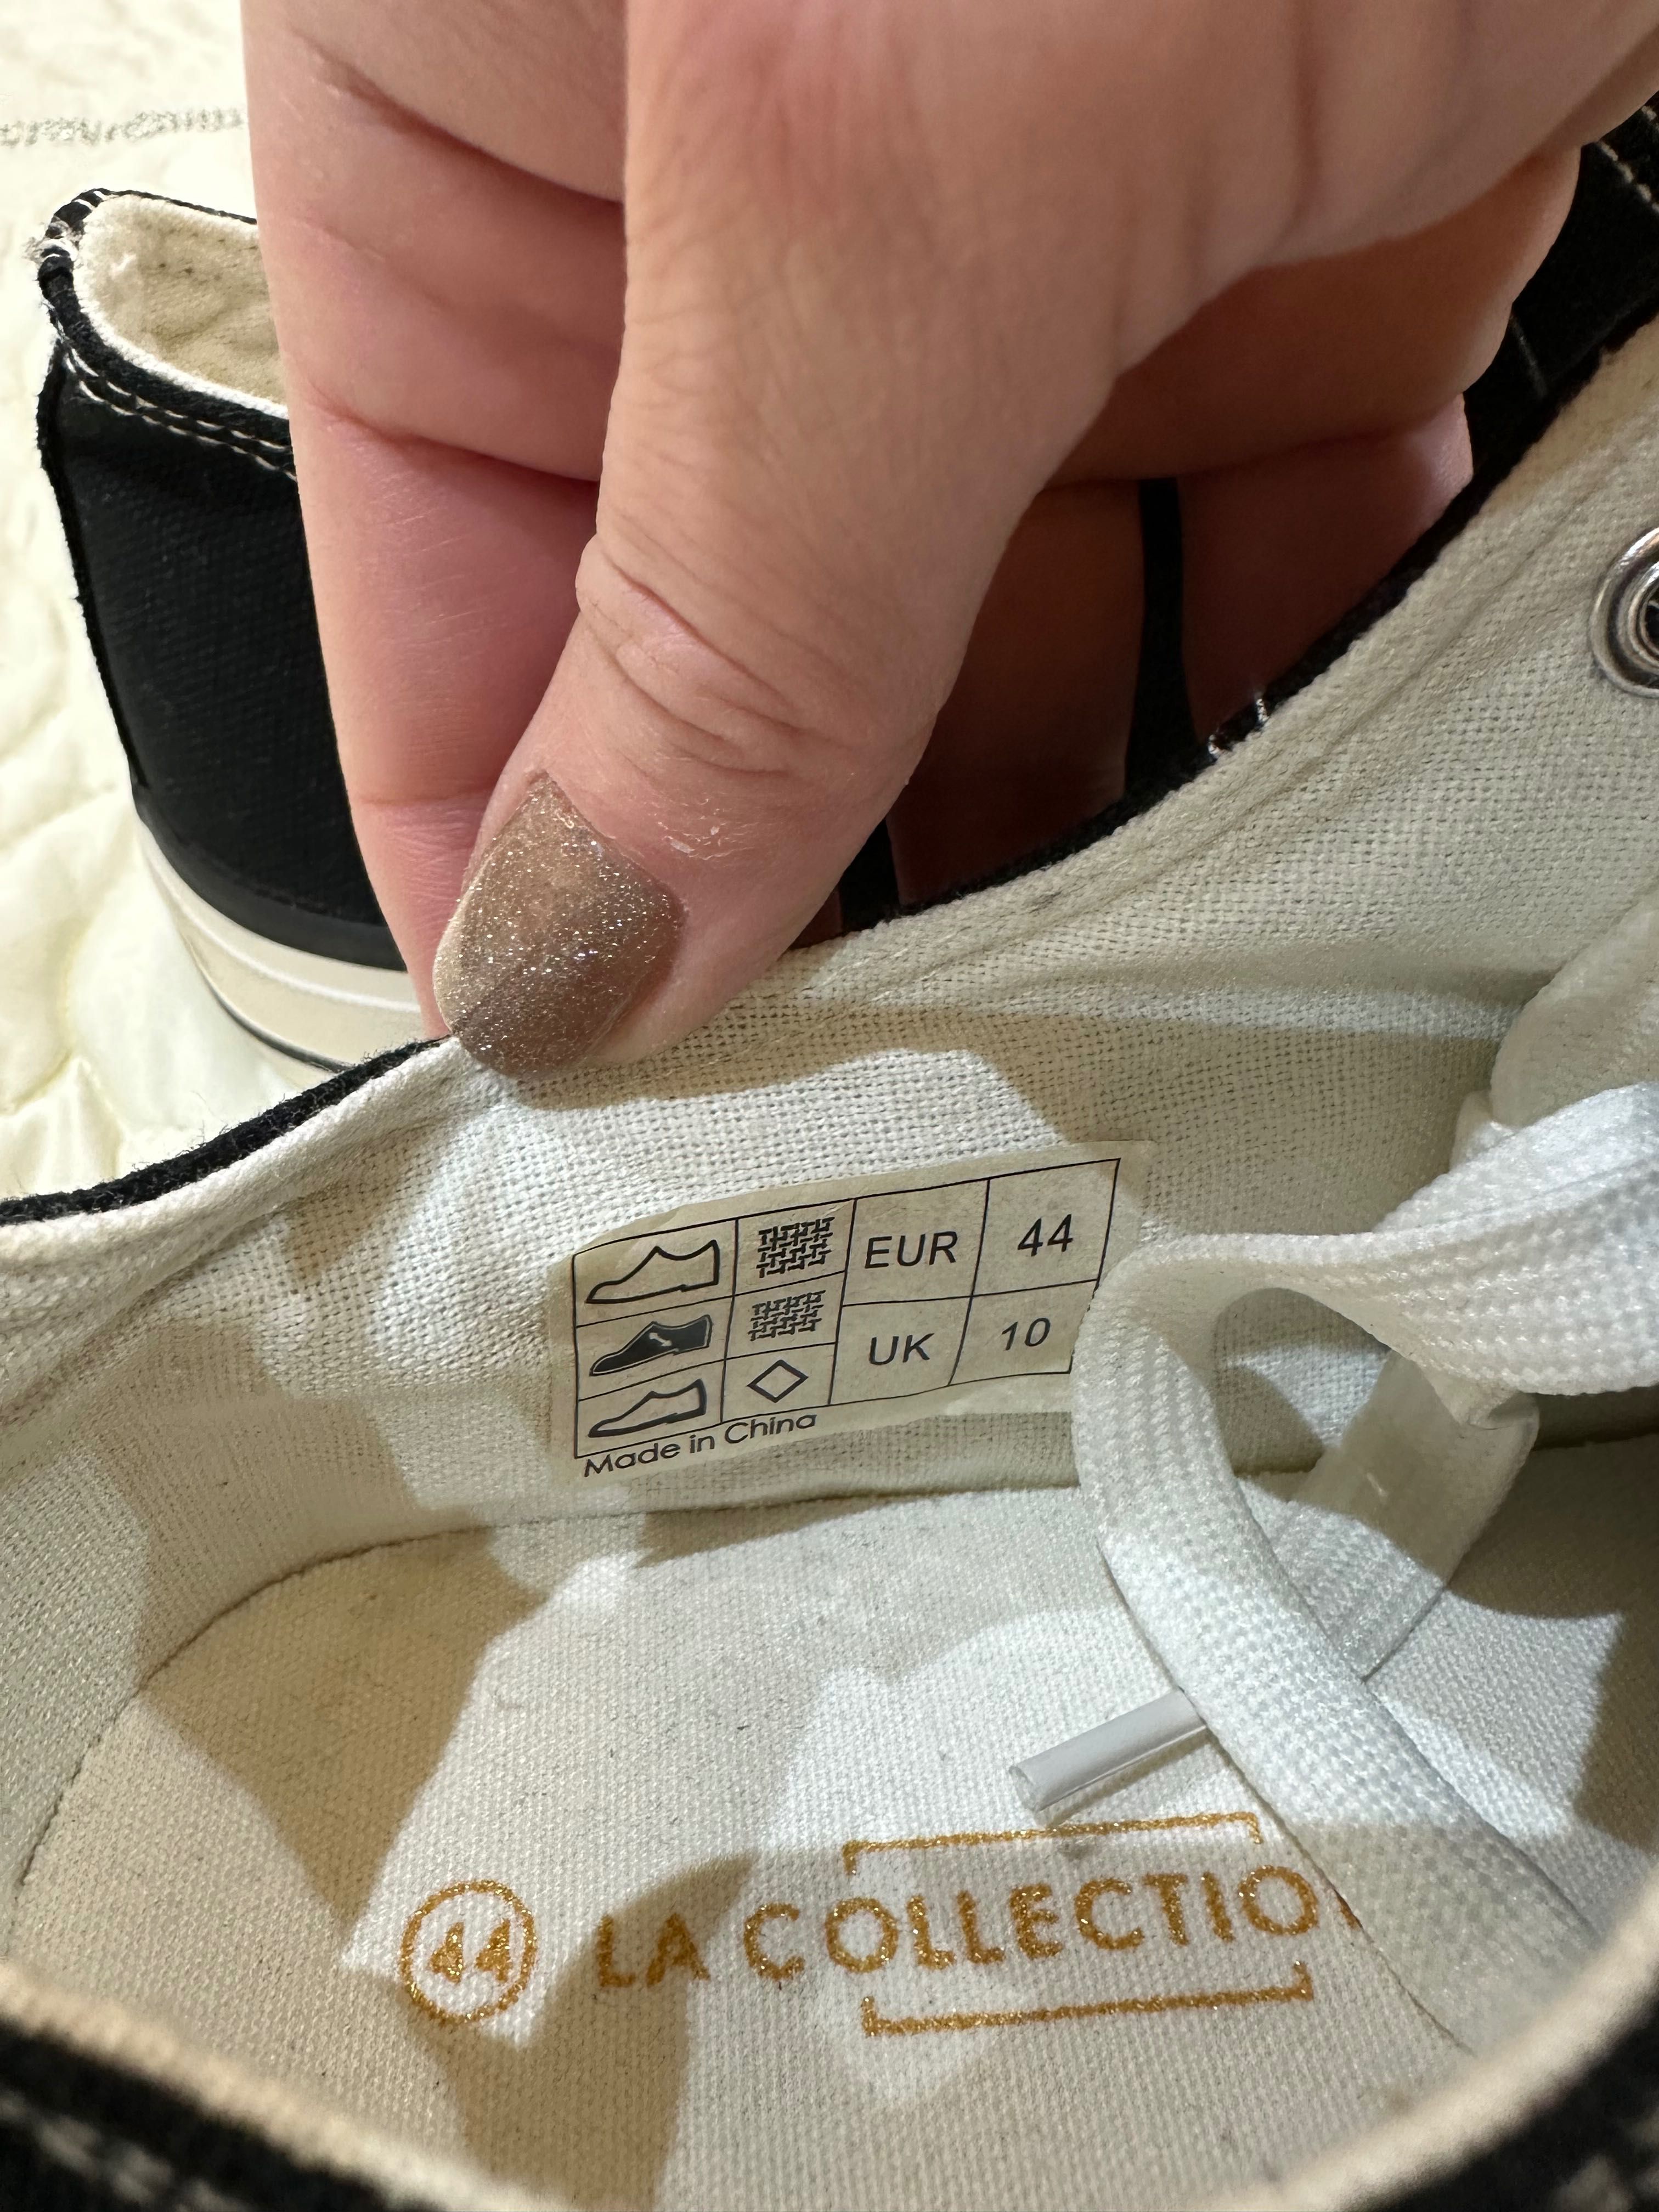 EUR 44
UK 10
Made in China
44 LA COLLECTIO